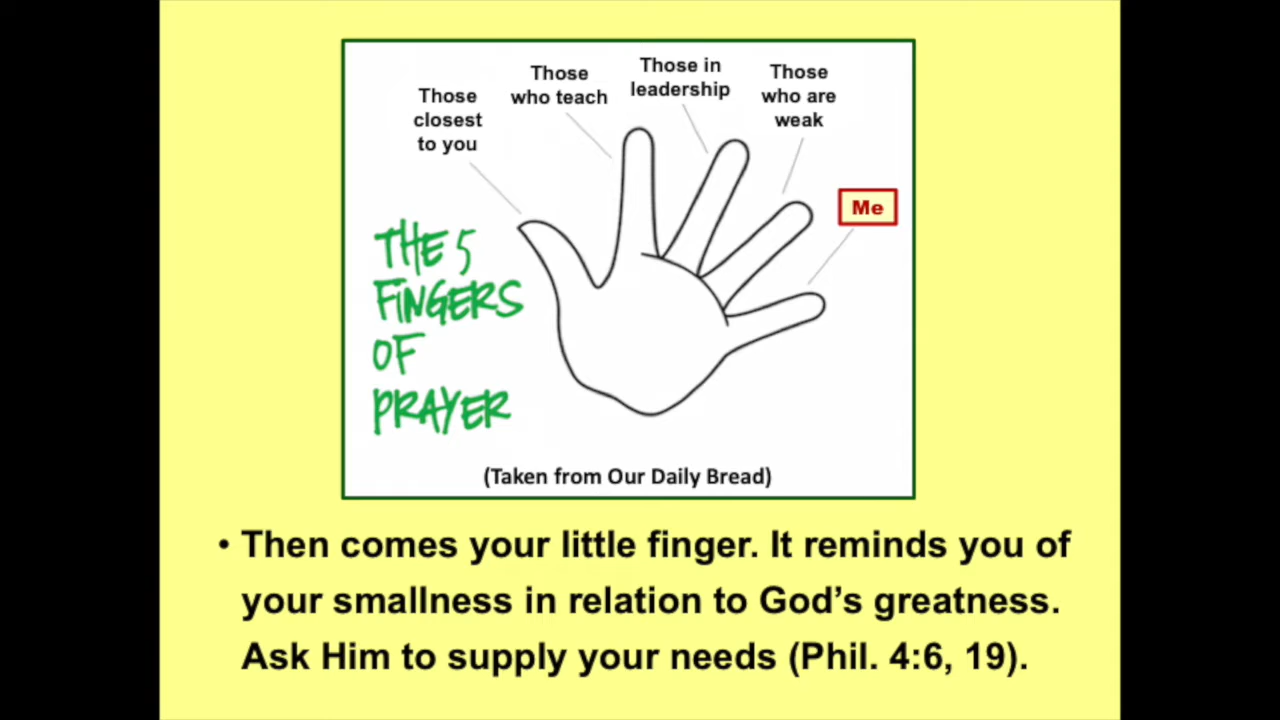 Those
closest
to you
Those
who teach
Those in
leadership
Those
who are
weak
Me
THE 5
FINGERS
OF
PRAYER
(Taken from Our Daily Bread)
• Then comes your little finger. It reminds you of
your smallness in relation to God’s greatness.
Ask Him to supply your needs (Phil. 4:6, 19).